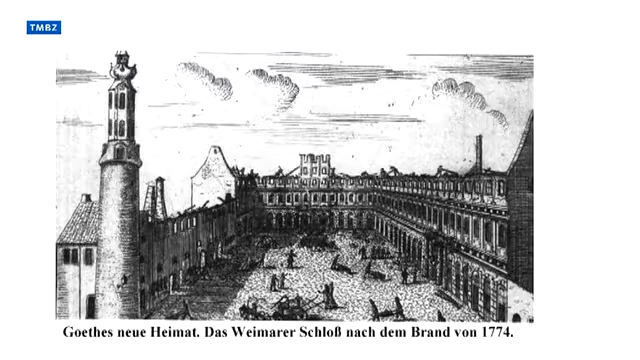 TMBZ
Goethes neue Heimat. Das Weimarer Schloß nach dem Brand von 1774.